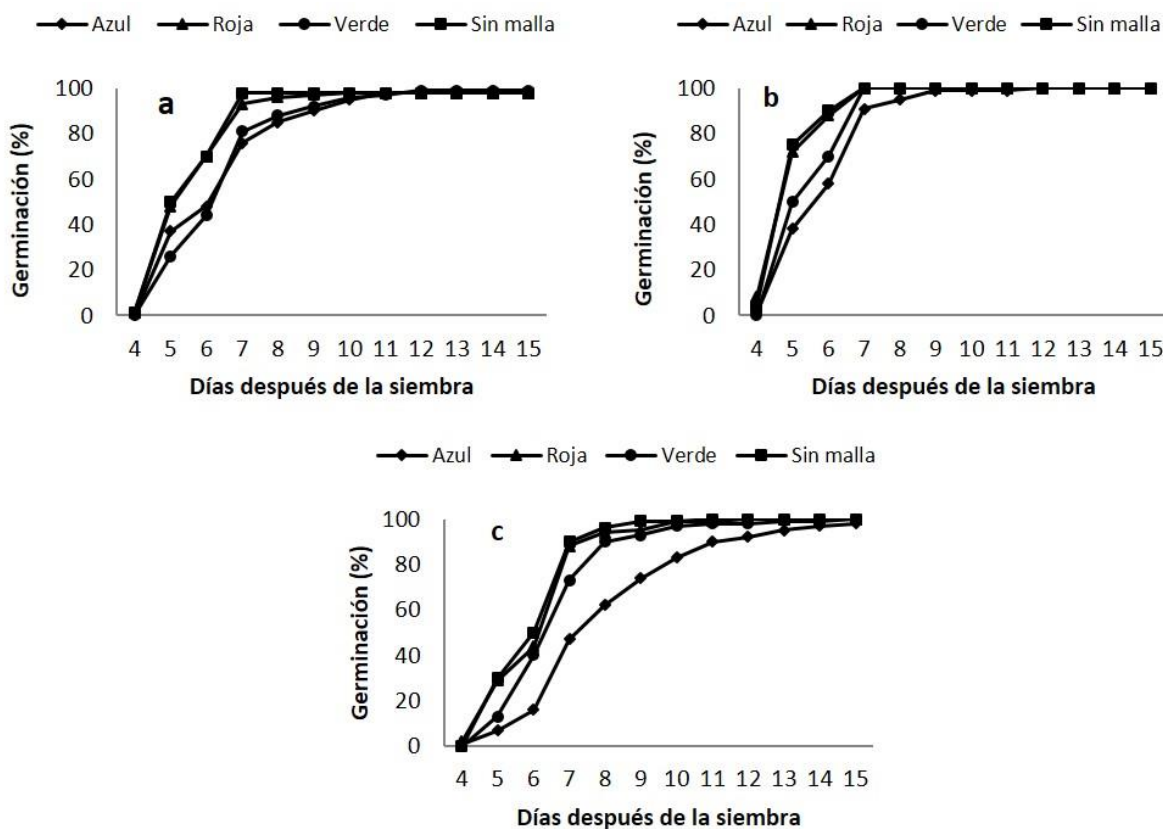 Azul Roja Verde Sin malla
a
Germinación (%)
100
80
60
40
20
0
4 5 6 7 8 9 10 11 12 13 14 15
Días después de la siembra
Azul Roja Verde Sin malla
b
Germinación (%)
100
80
60
40
20
0
4 5 6 7 8 9 10 11 12 13 14 15
Días después de la siembra
Azul Roja Verde Sin malla
c
Germinación (%)
100
80
60
40
20
0
4 5 6 7 8 9 10 11 12 13 14 15
Días después de la siembra